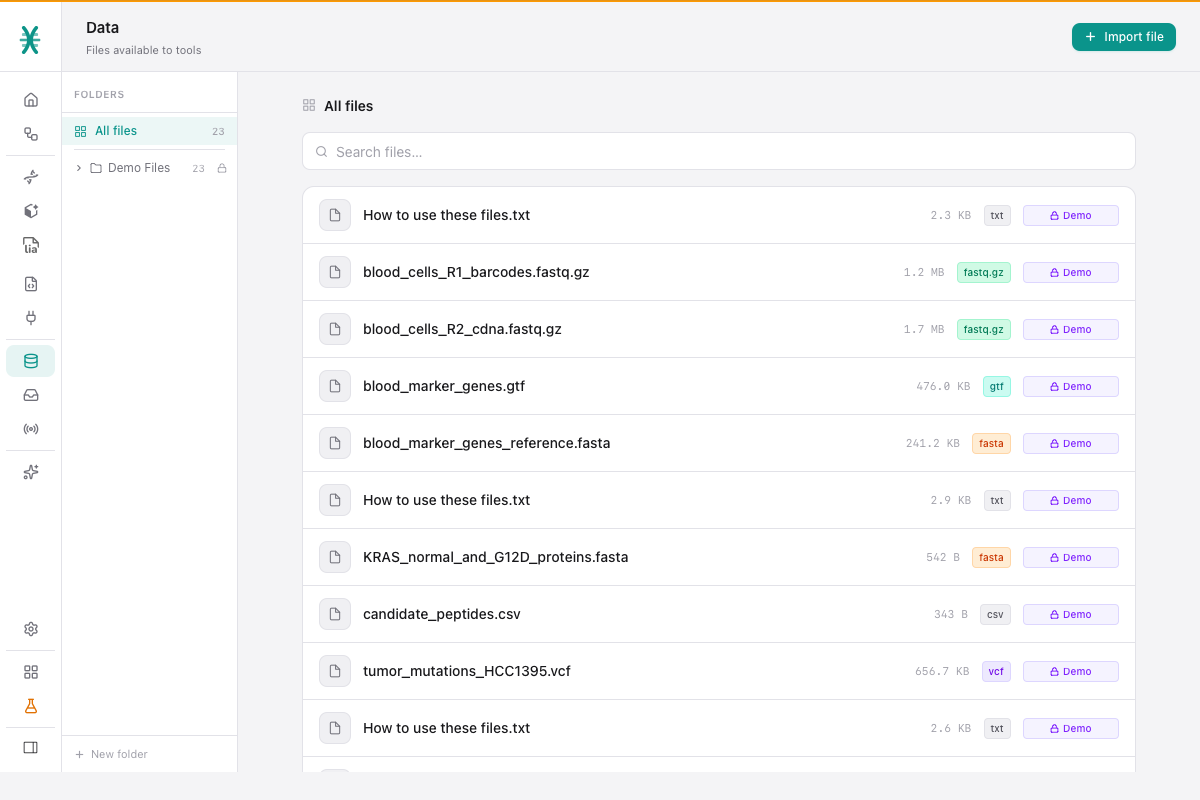 Data
Files available to tools
Import file
FOLDERS
All files 23
Demo Files 23
New folder
All files
Search files...
How to use these files.txt 2.3 KB txt Demo
blood_cells_R1_barcodes.fastq.gz 1.2 MB fastq.gz Demo
blood_cells_R2_cdna.fastq.gz 1.7 MB fastq.gz Demo
blood_marker_genes.gtf 476.0 KB gtf Demo
blood_marker_genes_reference.fasta 241.2 KB fasta Demo
How to use these files.txt 2.9 KB txt Demo
KRAS_normal_and_G12D_proteins.fasta 542 B fasta Demo
candidate_peptides.csv 343 B csv Demo
tumor_mutations_HCC1395.vcf 656.7 KB vcf Demo
How to use these files.txt 2.6 KB txt Demo